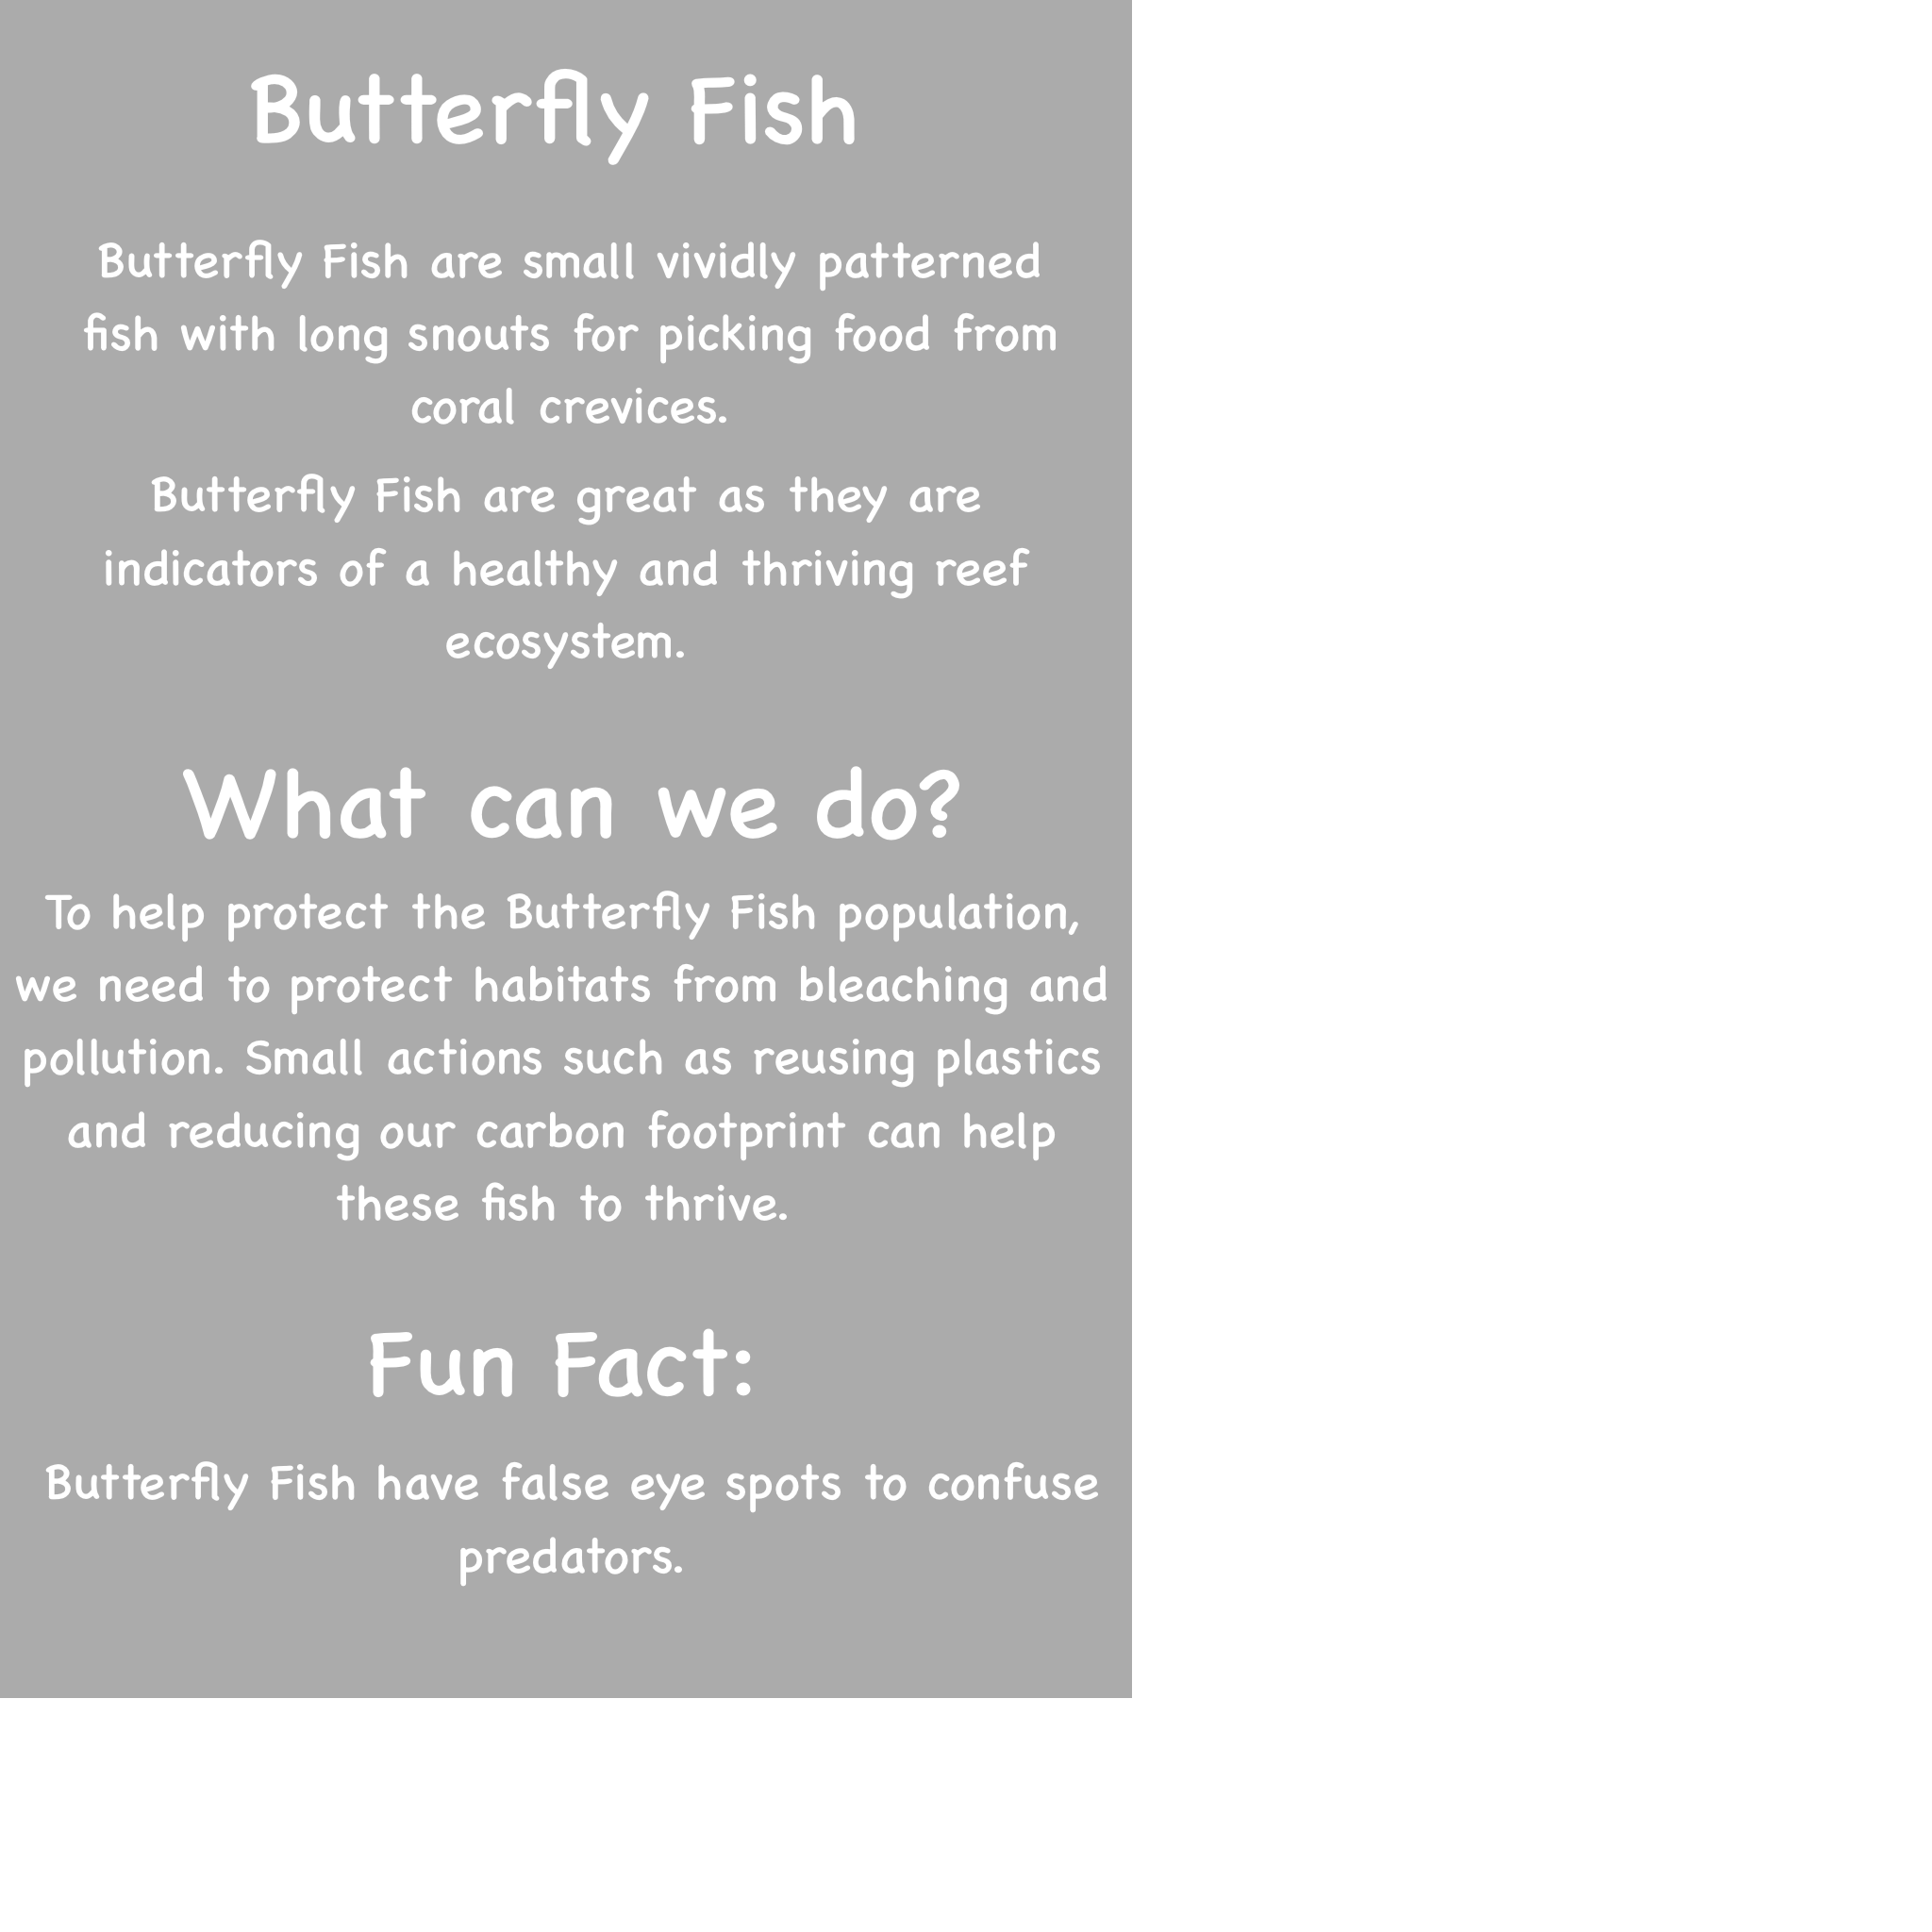 Butterfly Fish
Butterfly Fish are small vividly patterned
fish with long snouts for picking food from
coral crevices.
Butterfly Fish are great as they are
indicators of a healthy and thriving reef
ecosystem.
What can we do?
To help protect the Butterfly Fish population,
we need to protect habitats from bleaching and
pollution. Small actions such as reusing plastics
and reducing our carbon footprint can help
these fish to thrive.
Fun Fact:
Butterfly Fish have false eye spots to confuse
predators.